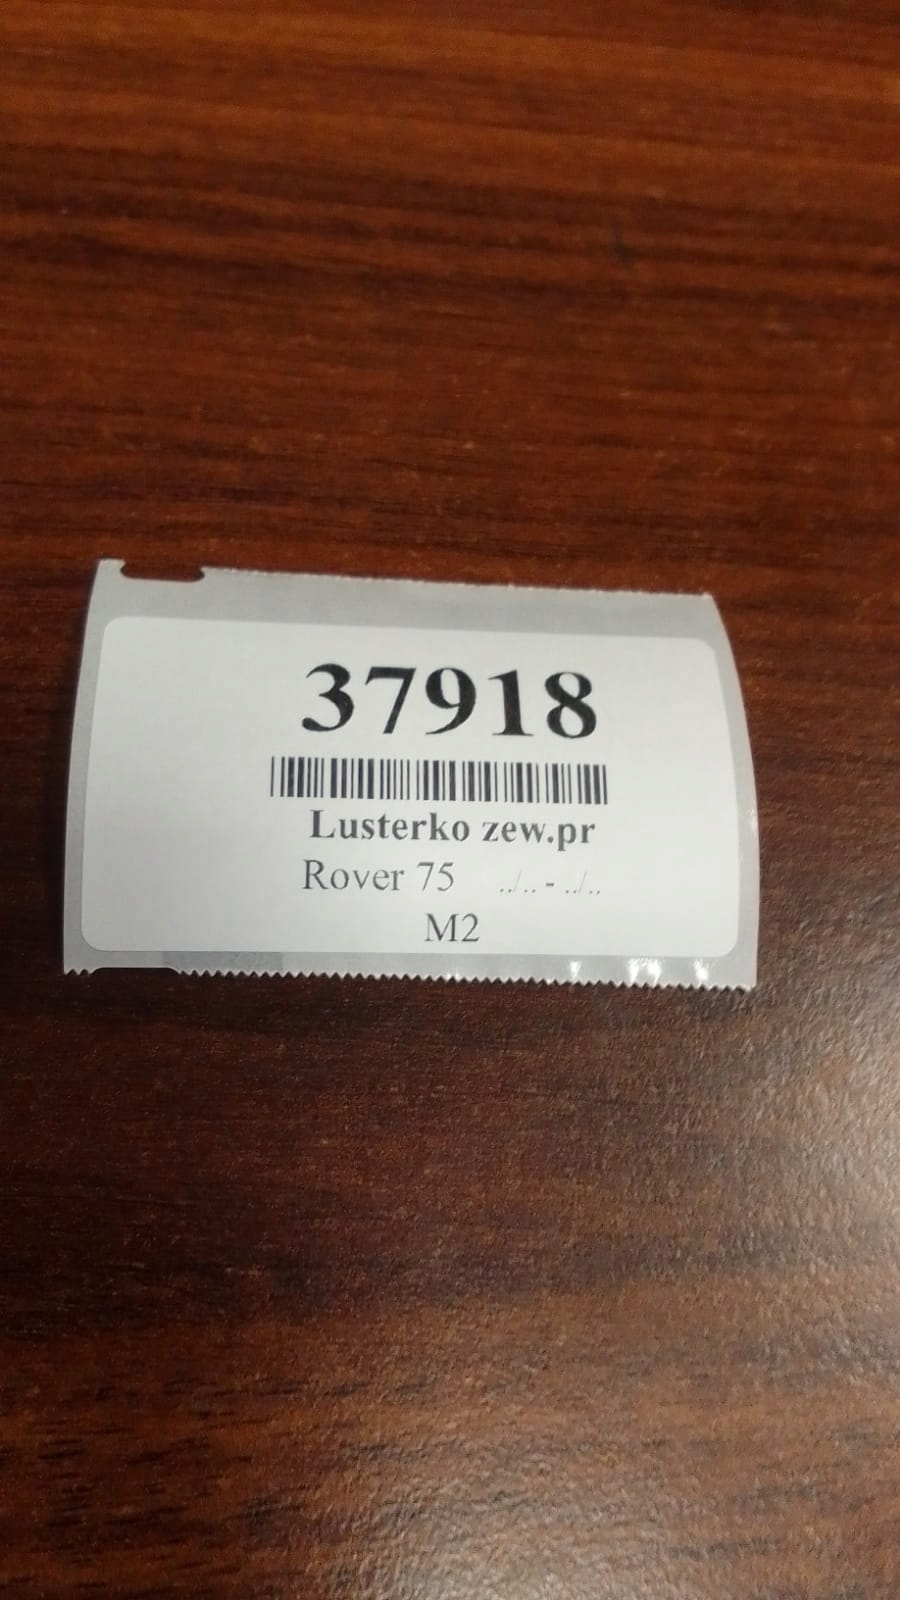 37918
Lusterko zew.pr
Rover 75 ../.. - ../..
M2